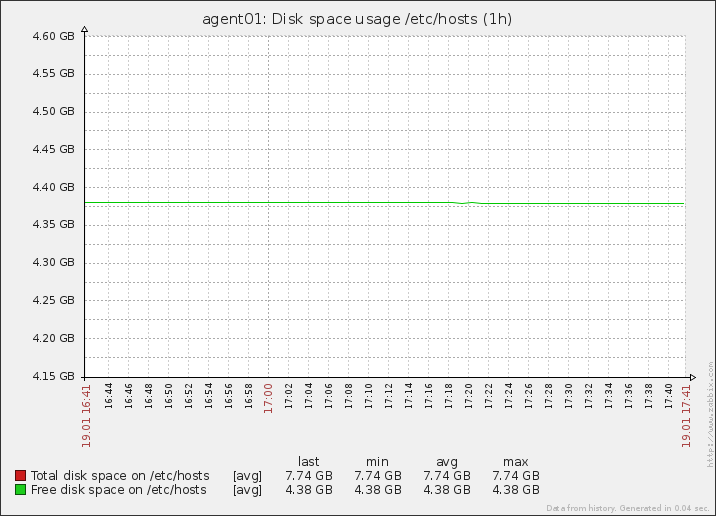 agent01: Disk space usage /etc/hosts (1h)
4.60 GB
4.55 GB
4.50 GB
4.45 GB
4.40 GB
4.35 GB
4.30 GB
4.25 GB
4.20 GB
4.15 GB
19.01 16:41
16:44
16:46
16:48
16:50
16:52
16:54
16:56
16:58
17:00
17:02
17:04
17:06
17:08
17:10
17:12
17:14
17:16
17:18
17:20
17:22
17:24
17:26
17:28
17:30
17:32
17:34
17:36
17:38
17:40
19.01 17:41
http://www.zabbix.com
last min avg max
Total disk space on /etc/hosts [avg] 7.74 GB 7.74 GB 7.74 GB 7.74 GB
Free disk space on /etc/hosts [avg] 4.38 GB 4.38 GB 4.38 GB 4.38 GB
Data from history. Generated in 0.04 sec.